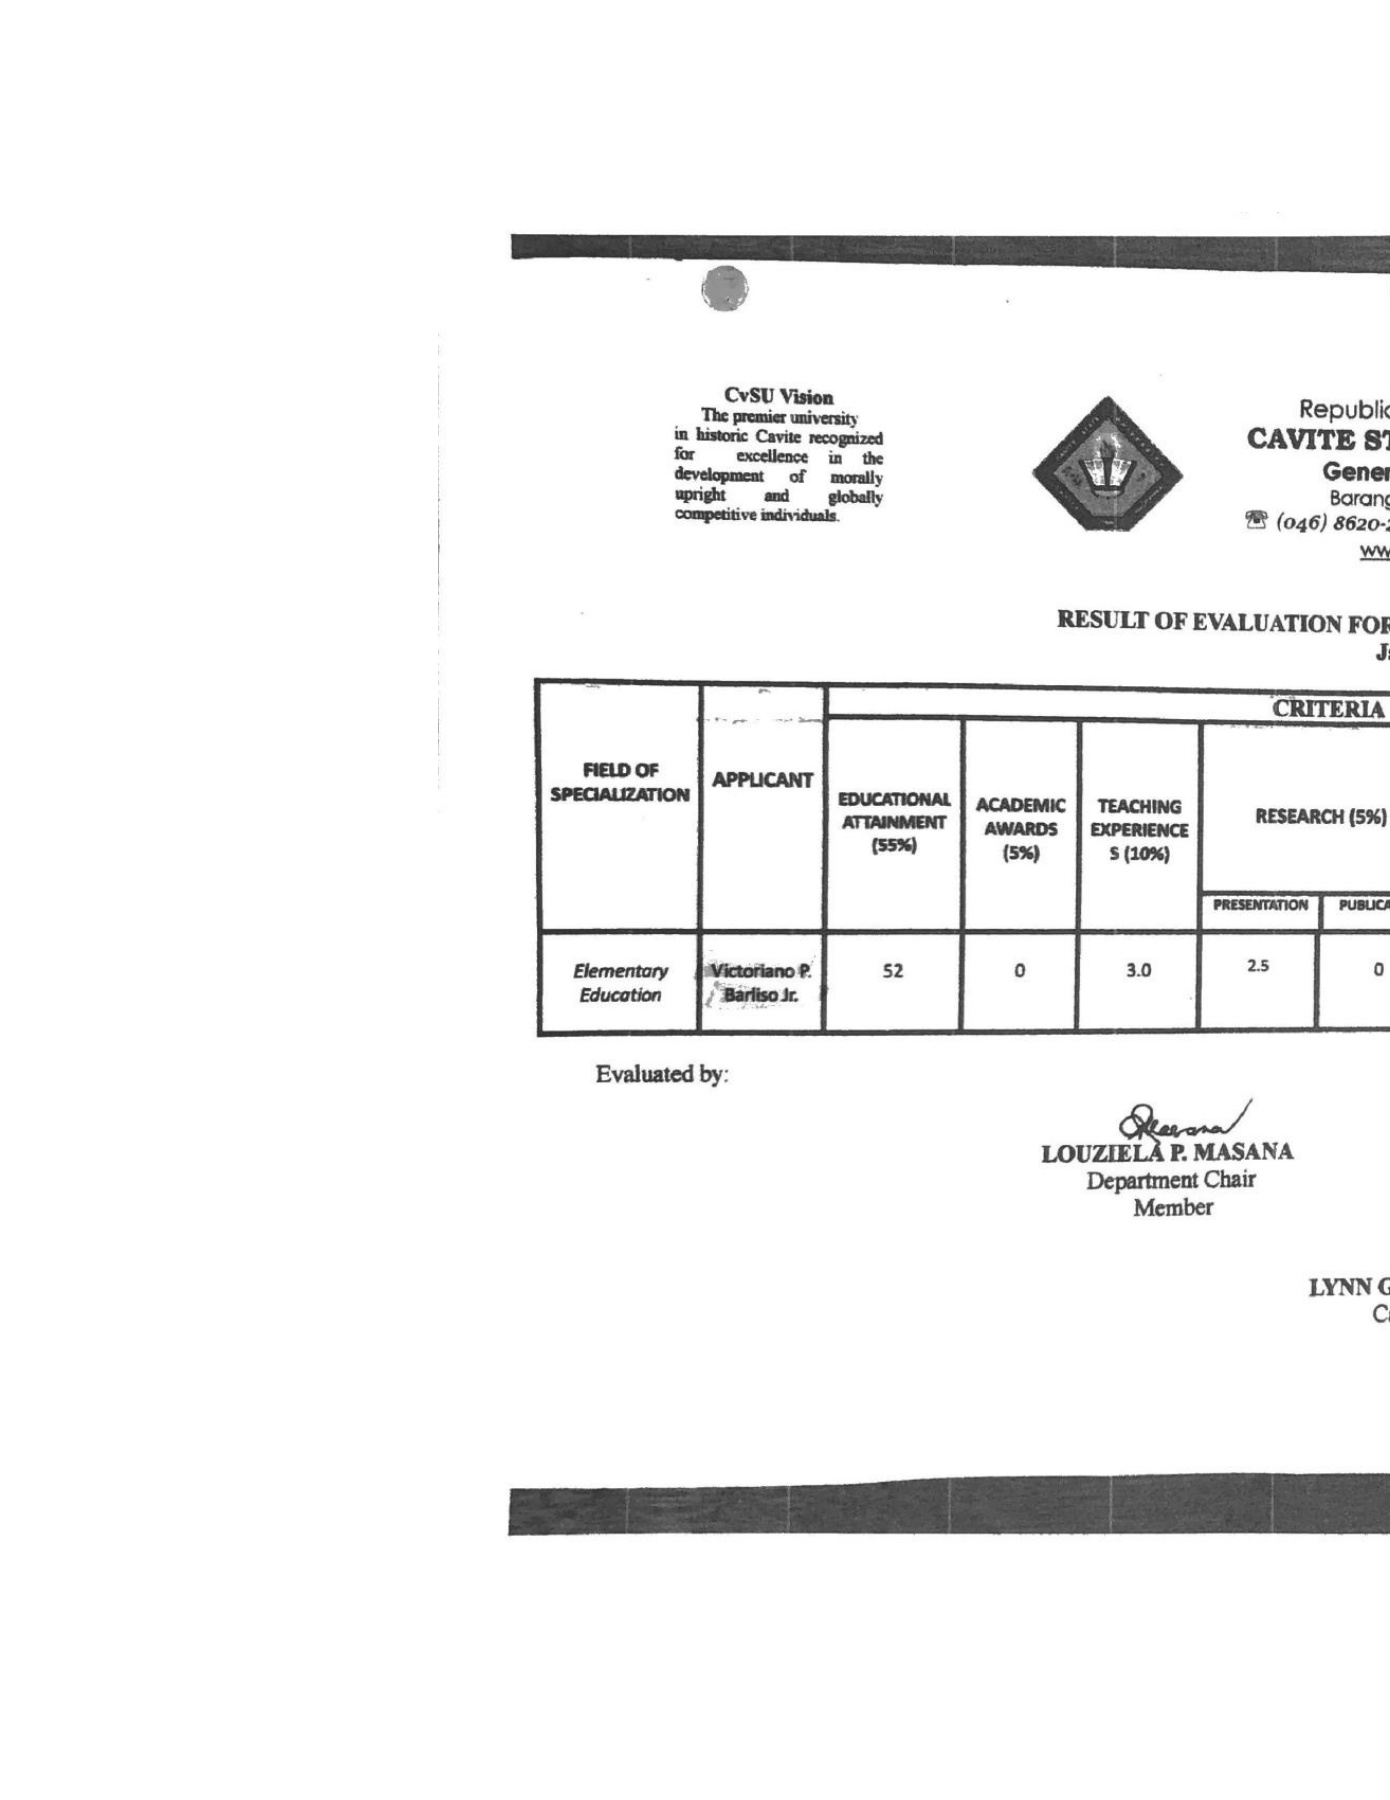 CvSU Vision
The premier university
in historic Cavite recognized
for excellence in the
development of morally
upright and globally
competitive individuals.
Republic
CAVITE ST
Gener
Barang
(046) 8620-2
ww
RESULT OF EVALUATION FOR
Ja
FIELD OF
SPECIALIZATION
APPLICANT
CRITERIA
EDUCATIONAL
ATTAINMENT
(55%)
ACADEMIC
AWARDS
(5%)
TEACHING
EXPERIENCE
S (10%)
RESEARCH (5%)
PRESENTATION
PUBLICA
Elementary
Education
Victoriano P.
Barliso Jr.
52
0
3.0
2.5
0
Evaluated by:
LOUZIELA P. MASANA
Department Chair
Member
LYNN G
Ca